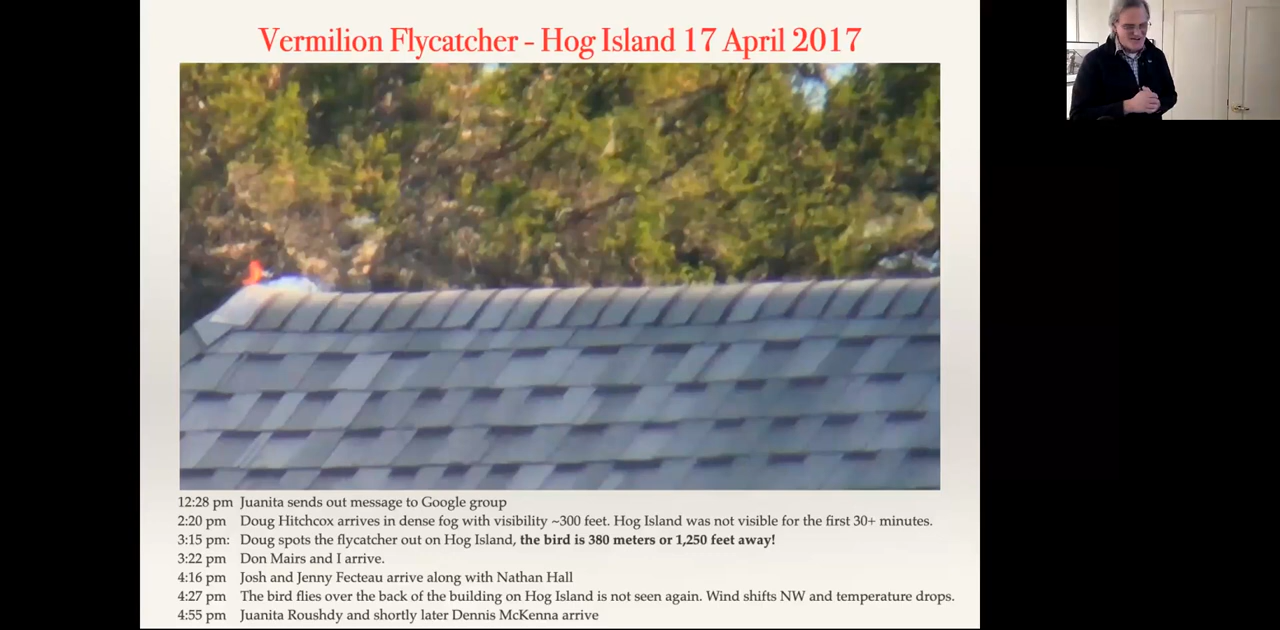 Vermilion Flycatcher - Hog Island 17 April 2017
12:28 pm Juanita sends out message to Google group
2:20 pm Doug Hitchcox arrives in dense fog with visibility ~300 feet. Hog Island was not visible for the first 30+ minutes.
3:15 pm: Doug spots the flycatcher out on Hog Island, the bird is 380 meters or 1,250 feet away!
3:22 pm Don Mairs and I arrive.
4:16 pm Josh and Jenny Fecteau arrive along with Nathan Hall
4:27 pm The bird flies over the back of the building on Hog Island is not seen again. Wind shifts NW and temperature drops.
4:55 pm Juanita Roushdy and shortly later Dennis McKenna arrive